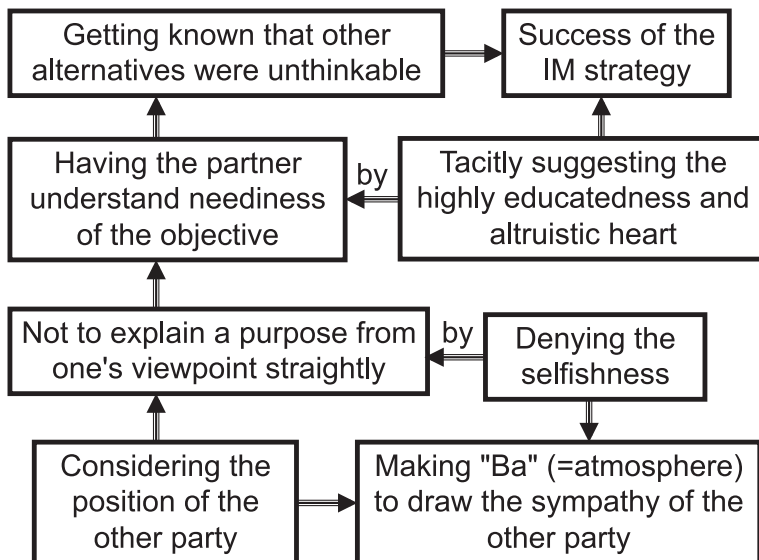 Getting known that other
alternatives were unthinkable
Success of the
IM strategy
Having the partner
understand neediness
of the objective
by
Tacitly suggesting the
highly educatedness and
altruistic heart
Not to explain a purpose from
one's viewpoint straightly
by
Denying the
selfishness
Considering the
position of the
other party
Making "Ba" (=atmosphere)
to draw the sympathy of the
other party